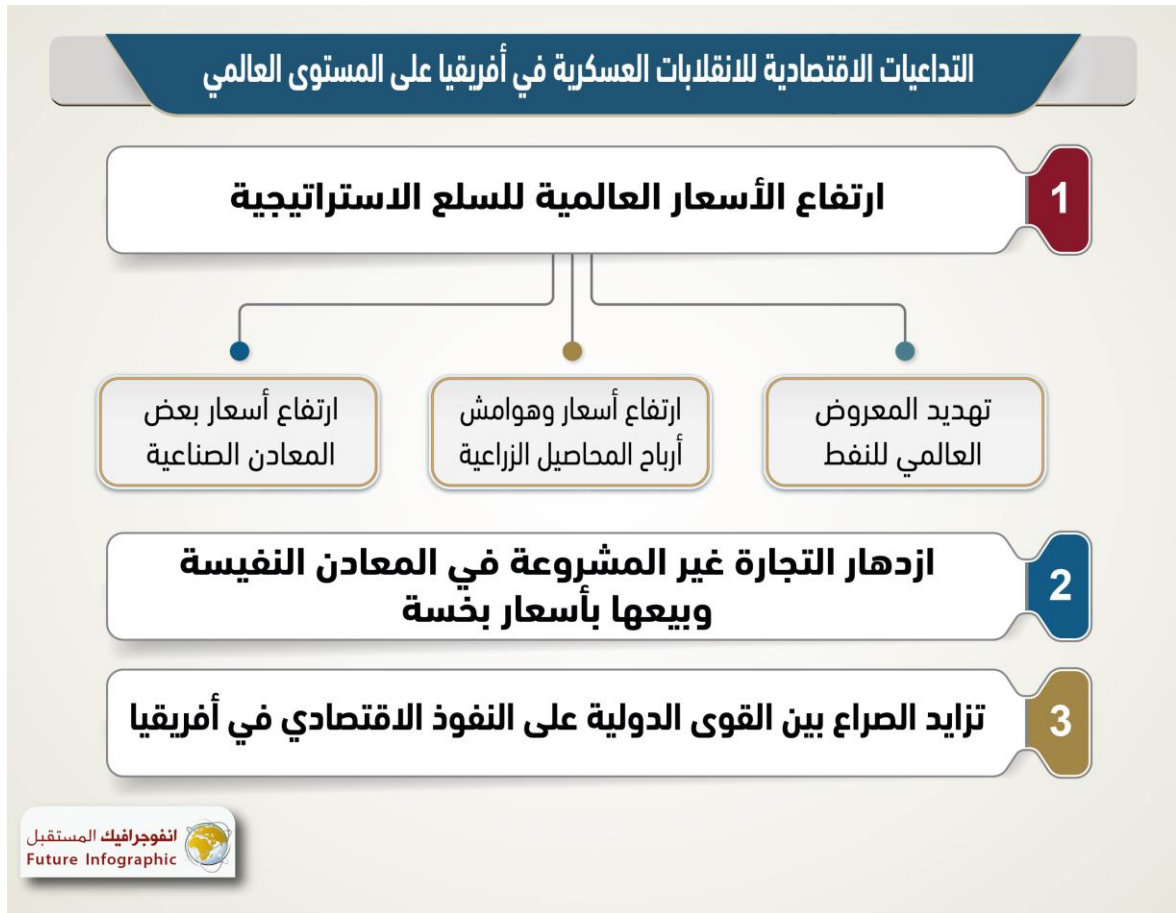 التداعيات الاقتصادية للانقلابات العسكرية في أفريقيا على المستوى العالمي
1
ارتفاع الأسعار العالمية للسلع الاستراتيجية
تهديد المعروض
العالمي للنفط
ارتفاع أسعار وهوامش
أرباح المحاصيل الزراعية
ارتفاع أسعار بعض
المعادن الصناعية
2
ازدهار التجارة غير المشروعة في المعادن النفيسة
وبيعها بأسعار بخسة
3
تزايد الصراع بين القوى الدولية على النفوذ الاقتصادي في أفريقيا
انفوجرافيك المستقبل
Future Infographic